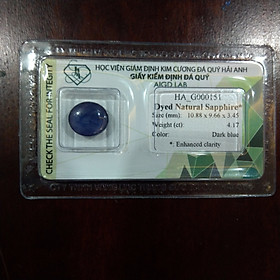 HỌC VIỆN GIÁM ĐỊNH KIM CƯƠNG ĐÁ QUÝ HẢI ANH
GIẤY KIỂM ĐỊNH ĐÁ QUÝ
AIGD LAB
CHECK THE SEAL FOR INTEGRITY
HA_G000151
Dyed Natural Sapphire*
Size (mm): 10.88 x 9.66 x 3.45
Weight (ct): 4.17
Color: Dark blue
*. Enhanced clarity